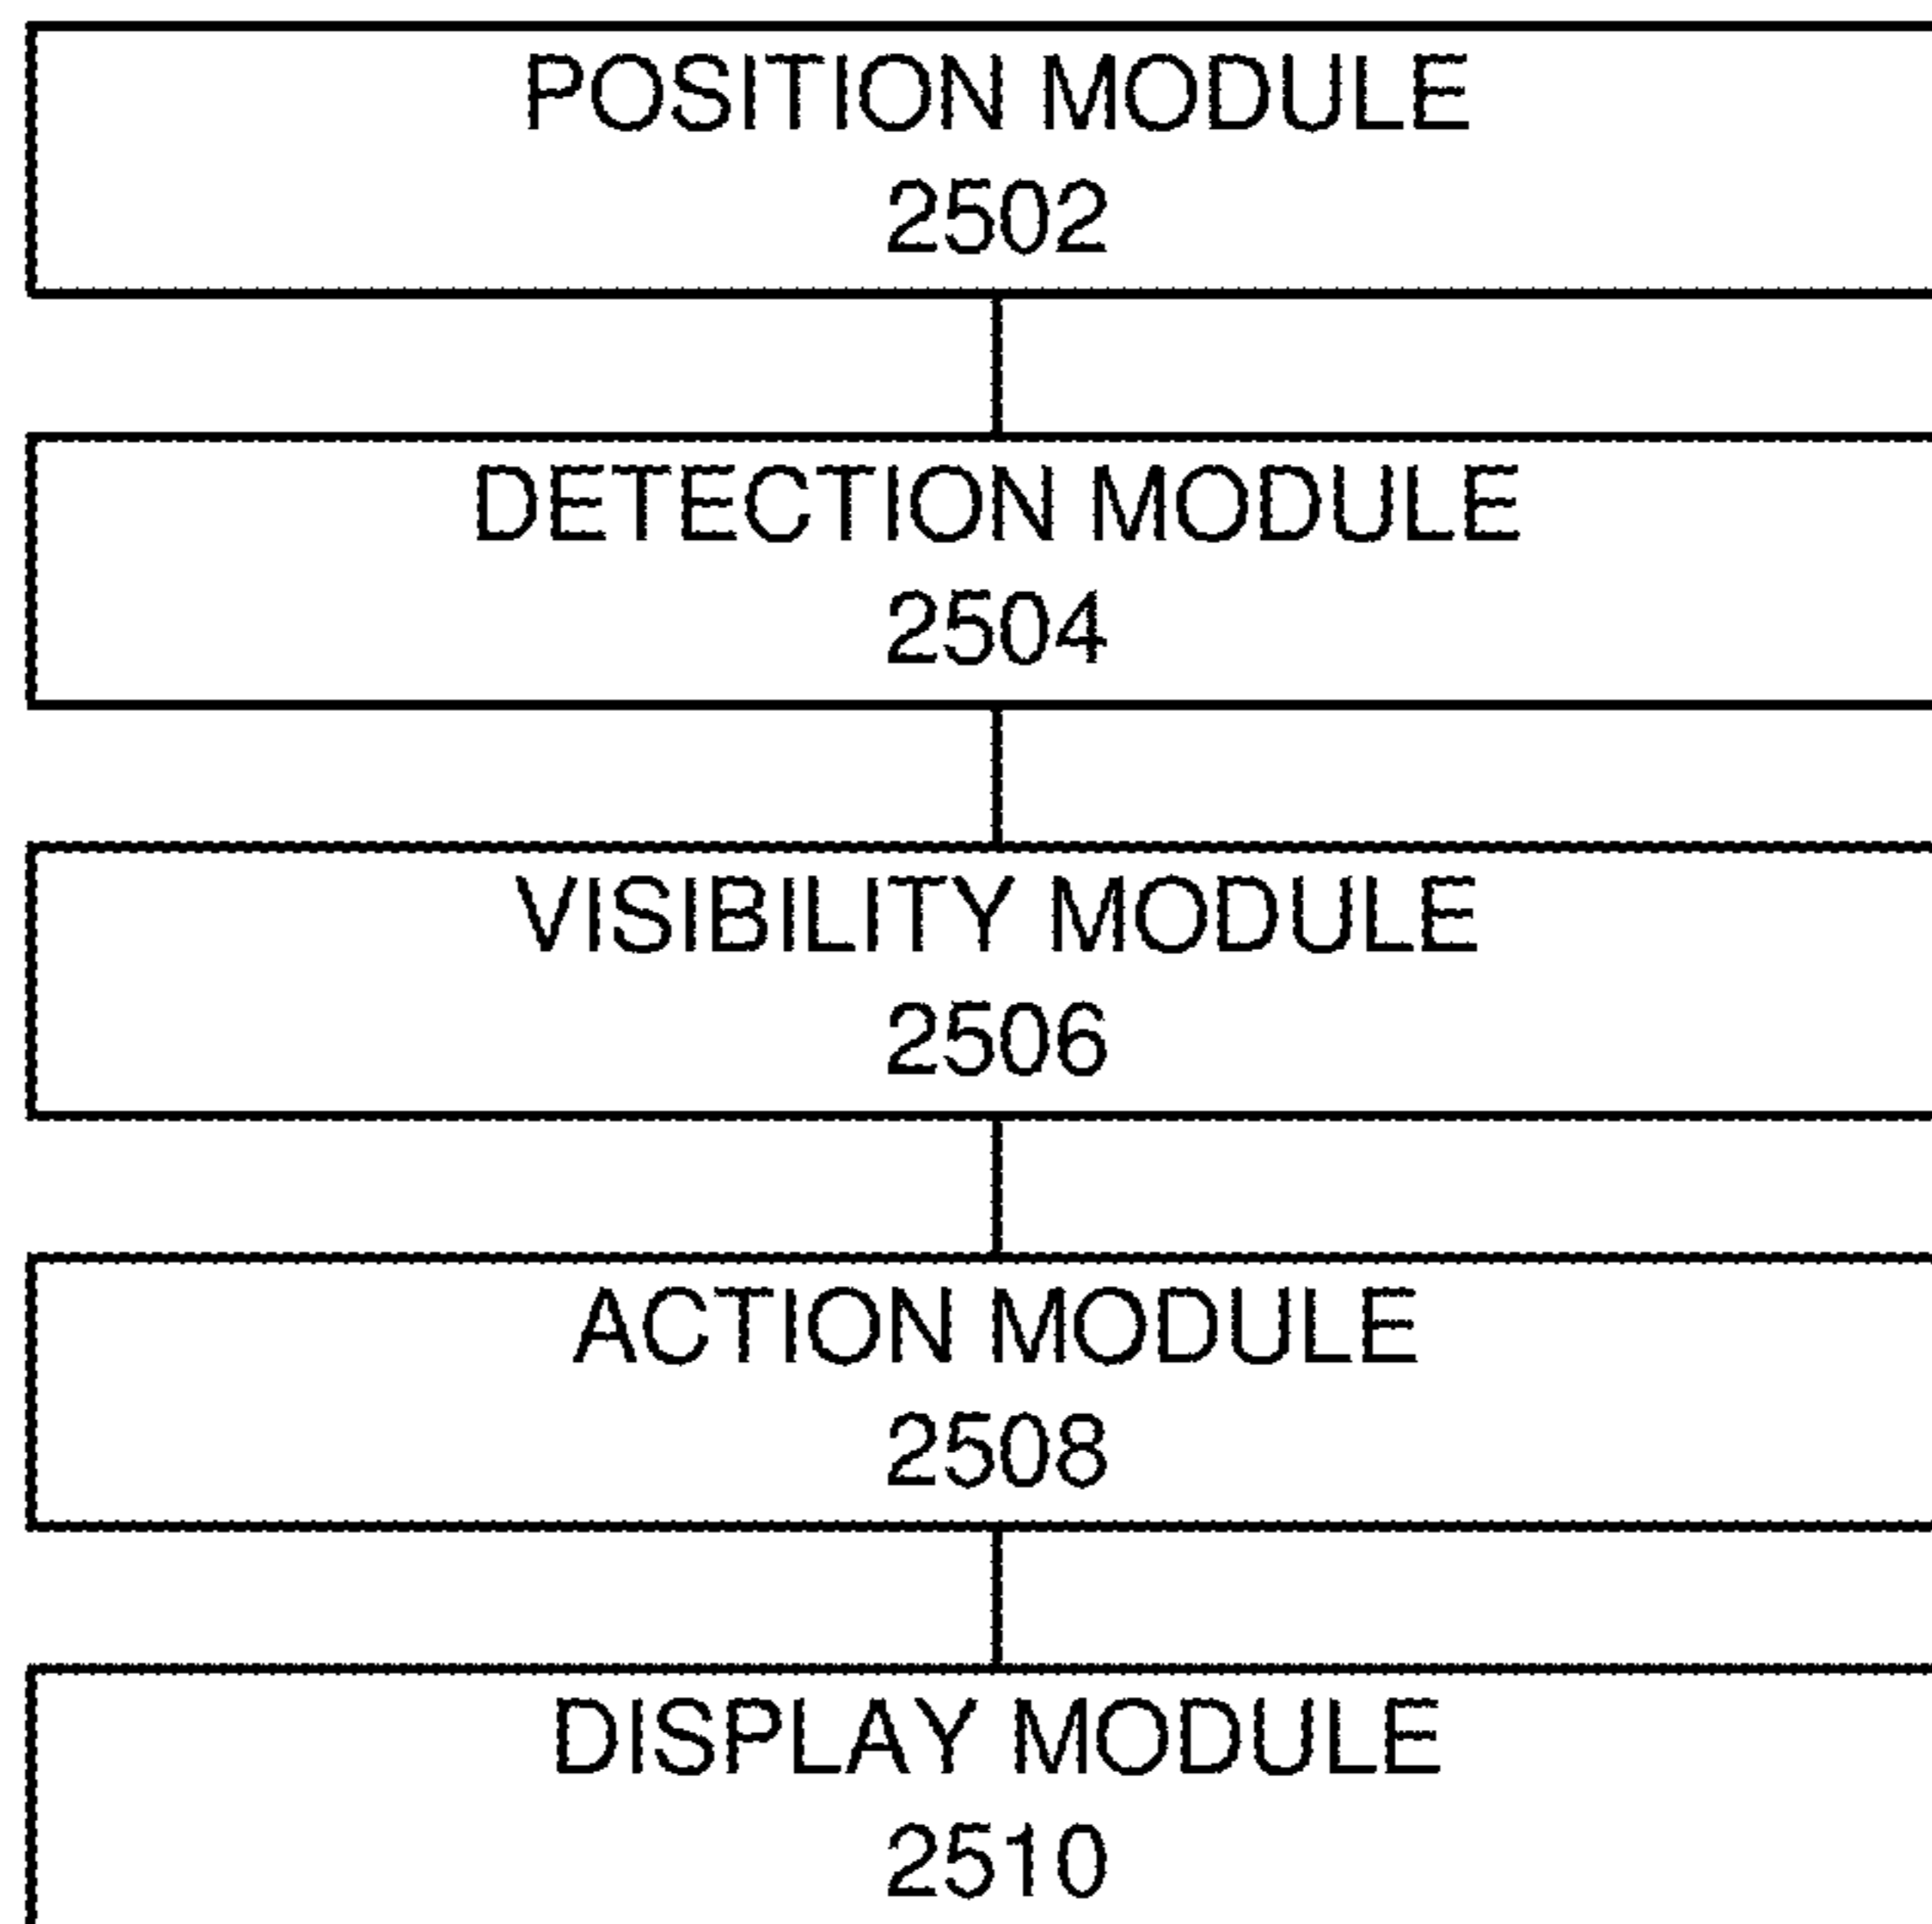 POSITION MODULE
2502
DETECTION MODULE
2504
VISIBILITY MODULE
2506
ACTION MODULE
2508
DISPLAY MODULE
2510